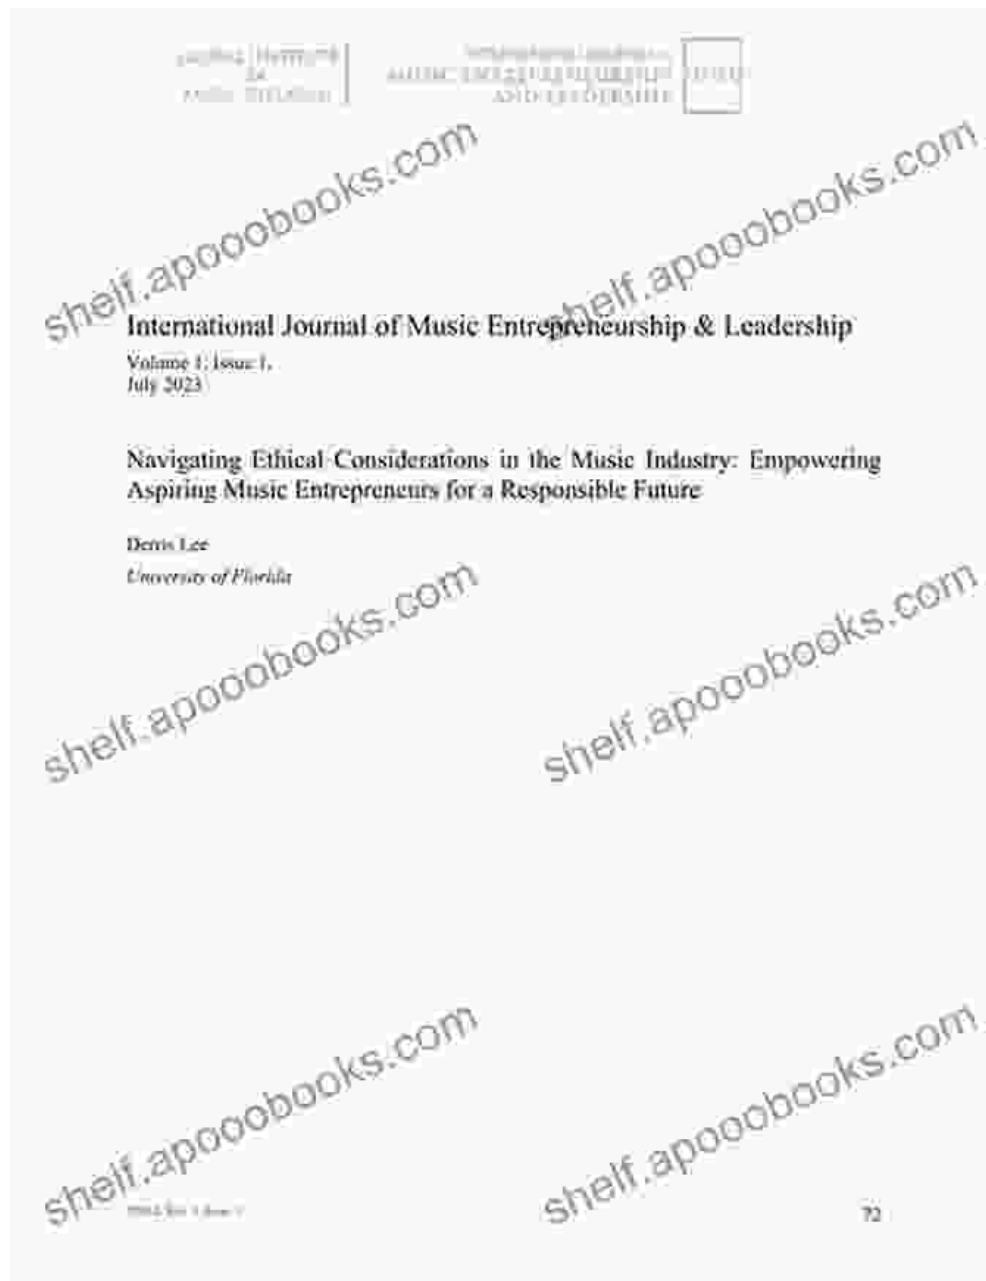 shelf.apooobooks.com
shelf.apooobooks.com
International Journal of Music Entrepreneurship & Leadership
Volume 1, Issue 1,
July 2023
Navigating Ethical Considerations in the Music Industry: Empowering
Aspiring Music Entrepreneurs for a Responsible Future
Lee
University of Florida
shelf.apooobooks.com
shelf.apooobooks.com
shelf.apooobooks.com
shelf.apooobooks.com
72